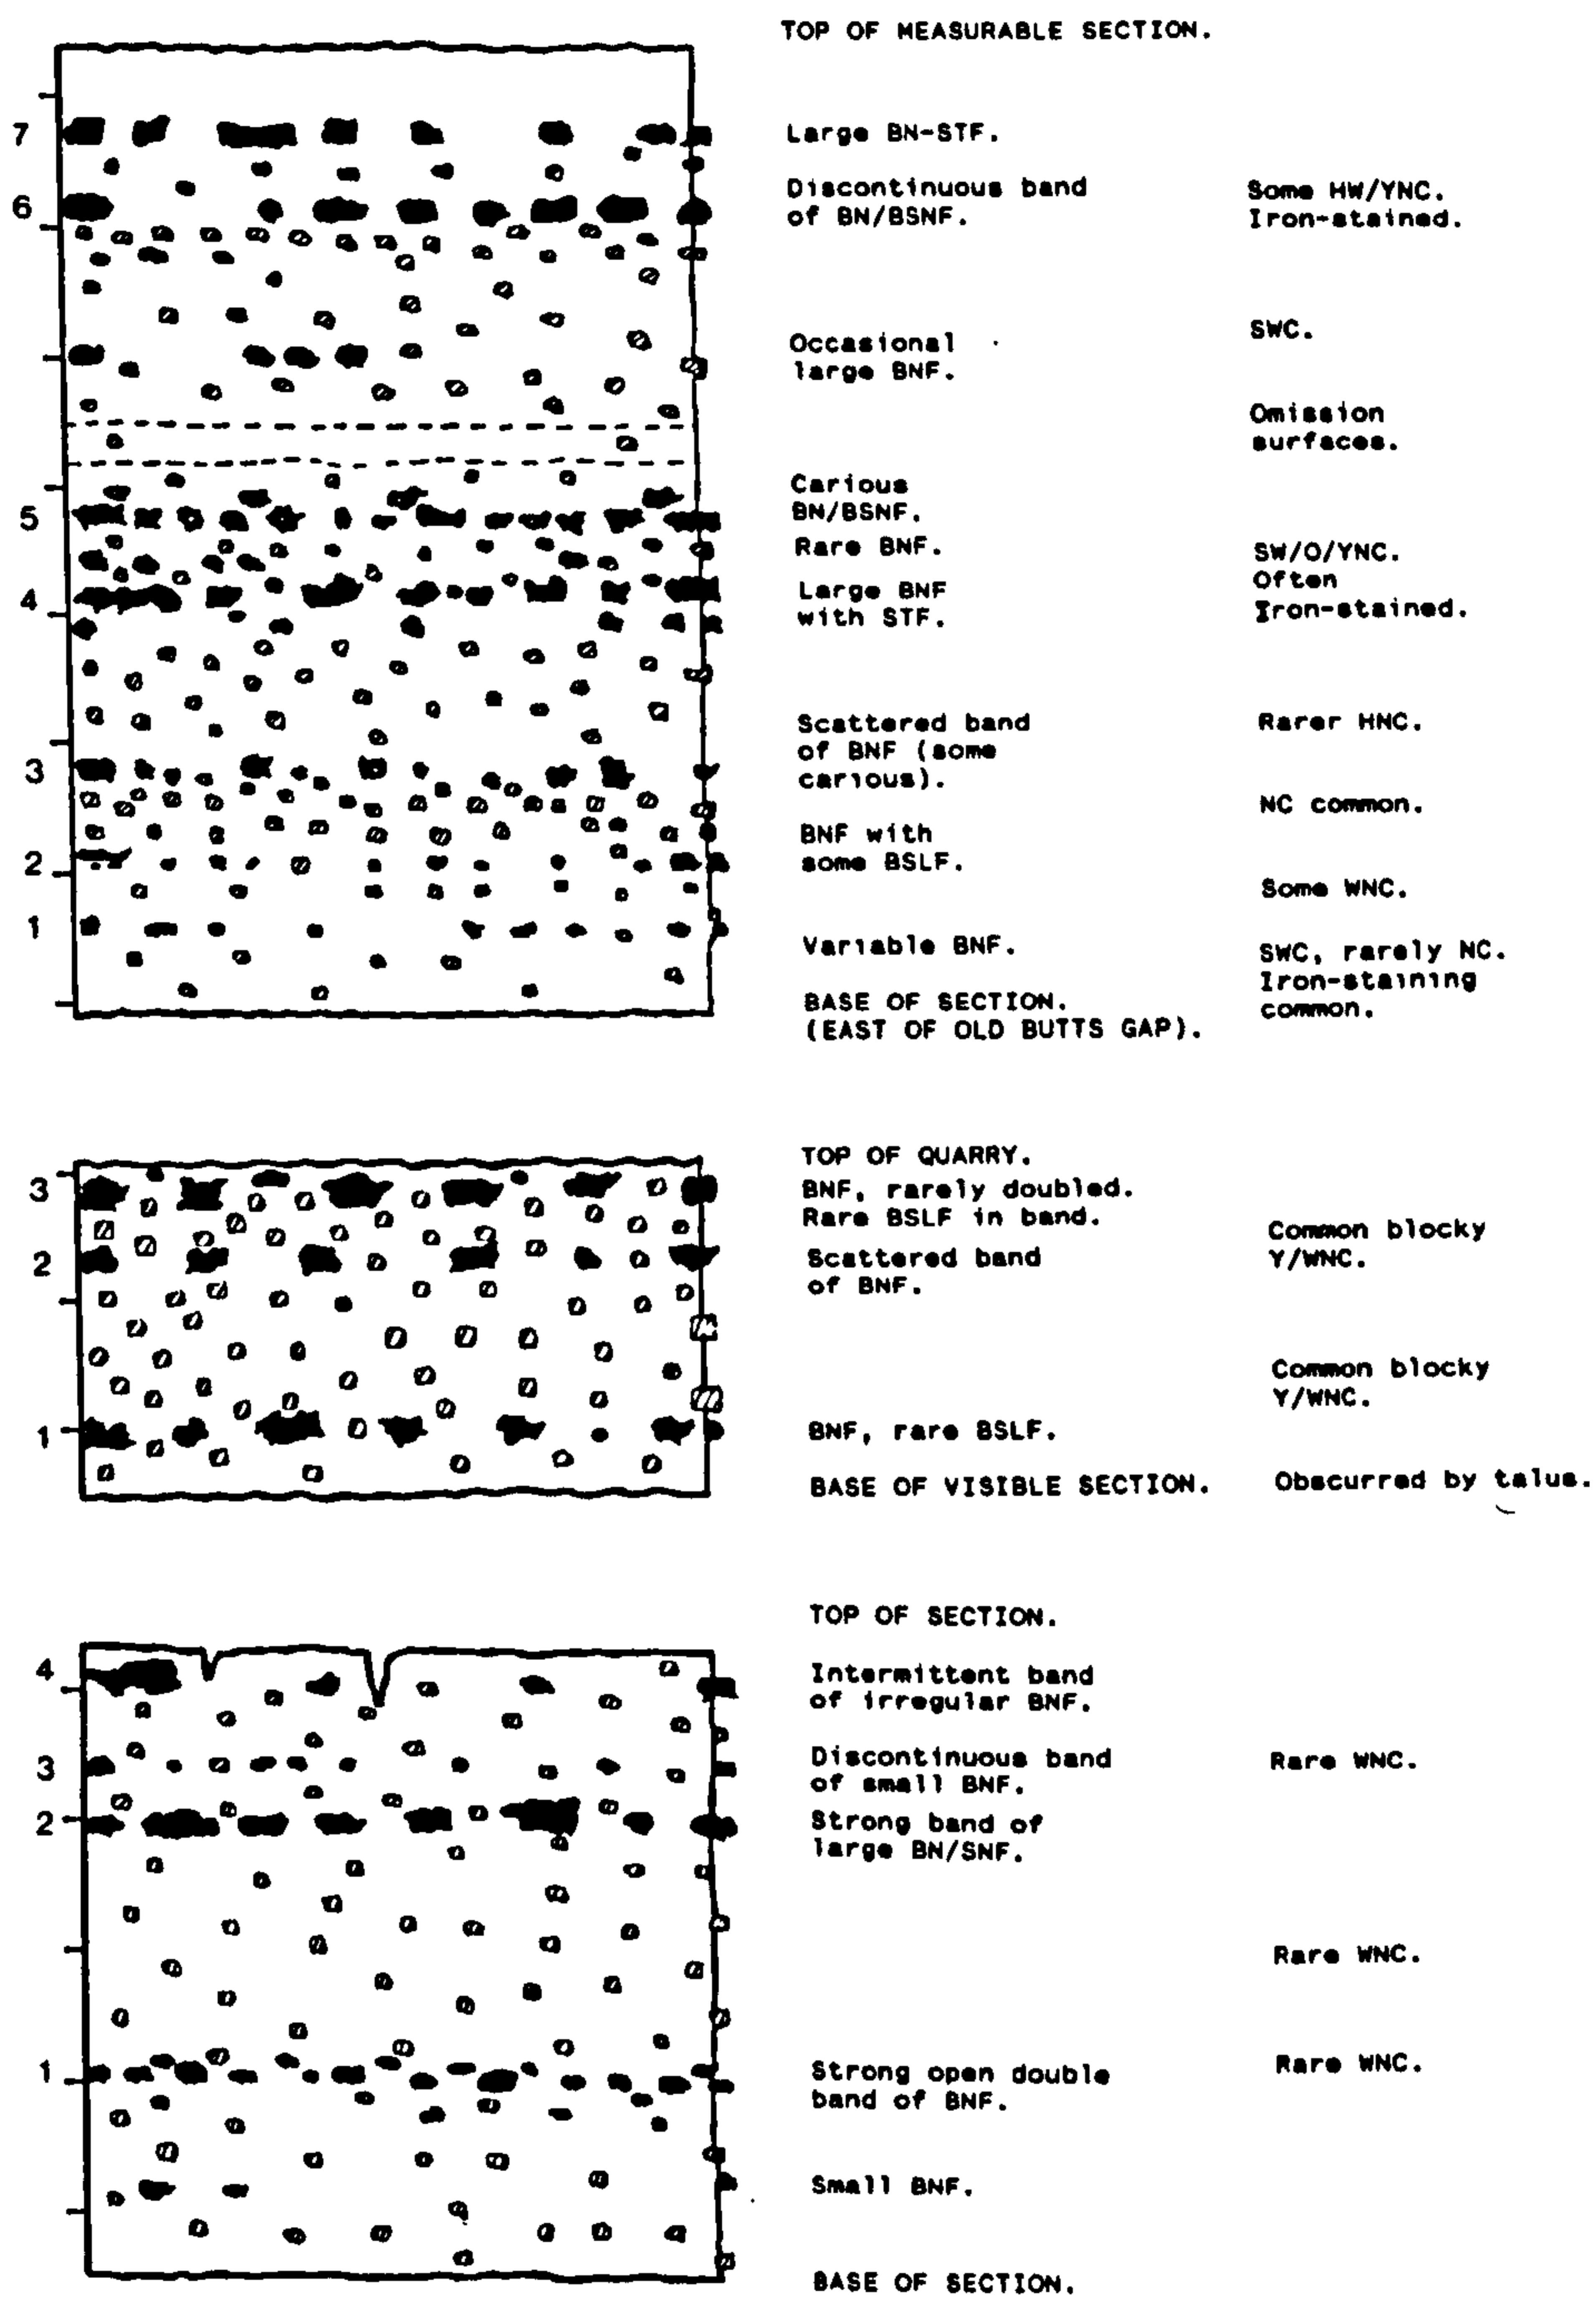 TOP OF MEASURABLE SECTION.
7
Large BN-STF.
6
Discontinuous band
of BN/BSNF.
Some HW/YNC.
Iron-stained.
Occasional
large BNF.
SWC.
Omission
surfaces.
5
Carious
BN/BSNF.
Rare BNF.
4
Large BNF
with STF.
SW/O/YNC.
Often
Iron-stained.
3
Scattered band
of BNF (some
carious).
Rarer HNC.
NC common.
2
BNF with
some BSLF.
Some WNC.
1
Variable BNF.
SWC, rarely NC.
Iron-staining
common.
BASE OF SECTION.
(EAST OF OLD BUTTS GAP).
TOP OF QUARRY.
3
BNF, rarely doubled.
Rare BSLF in band.
2
Scattered band
of BNF.
Common blocky
Y/WNC.
Common blocky
Y/WNC.
1
BNF, rare BSLF.
BASE OF VISIBLE SECTION.
Obscurred by talus.
TOP OF SECTION.
4
Intermittent band
of irregular BNF.
3
Discontinuous band
of small BNF.
Rare WNC.
2
Strong band of
large BN/SNF.
Rare WNC.
1
Strong open double
band of BNF.
Rare WNC.
Small BNF.
BASE OF SECTION.